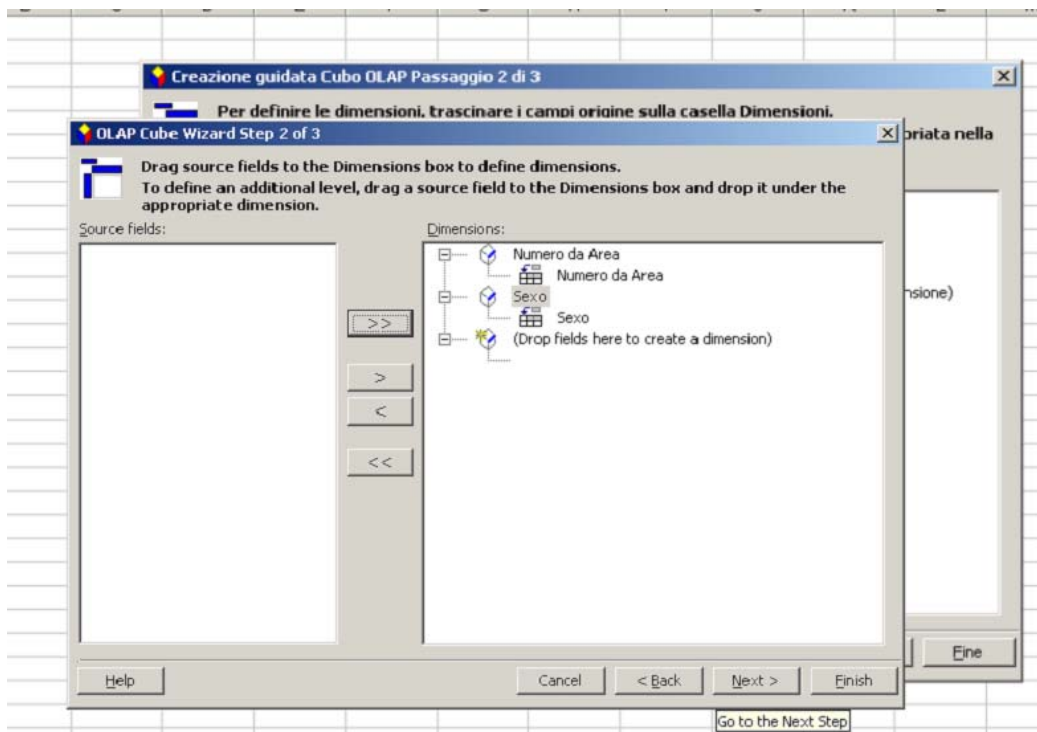 Creazione guidata Cubo OLAP Passaggio 2 di 3
Per definire le dimensioni, trascinare i campi origine sulla casella Dimensioni.
OLAP Cube Wizard Step 2 of 3
nella
Drag source fields to the Dimensions box to define dimensions.
To define an additional level, drag a source field to the Dimensions box and drop it under the
appropriate dimension.
Source fields:
Dimensions:
Numero da Area
Numero da Area
Sexo
Sexo
(Drop fields here to create a dimension)
>>
>
<
<<
Fine
Help
Cancel
< Back
Next >
Finish
Go to the Next Step